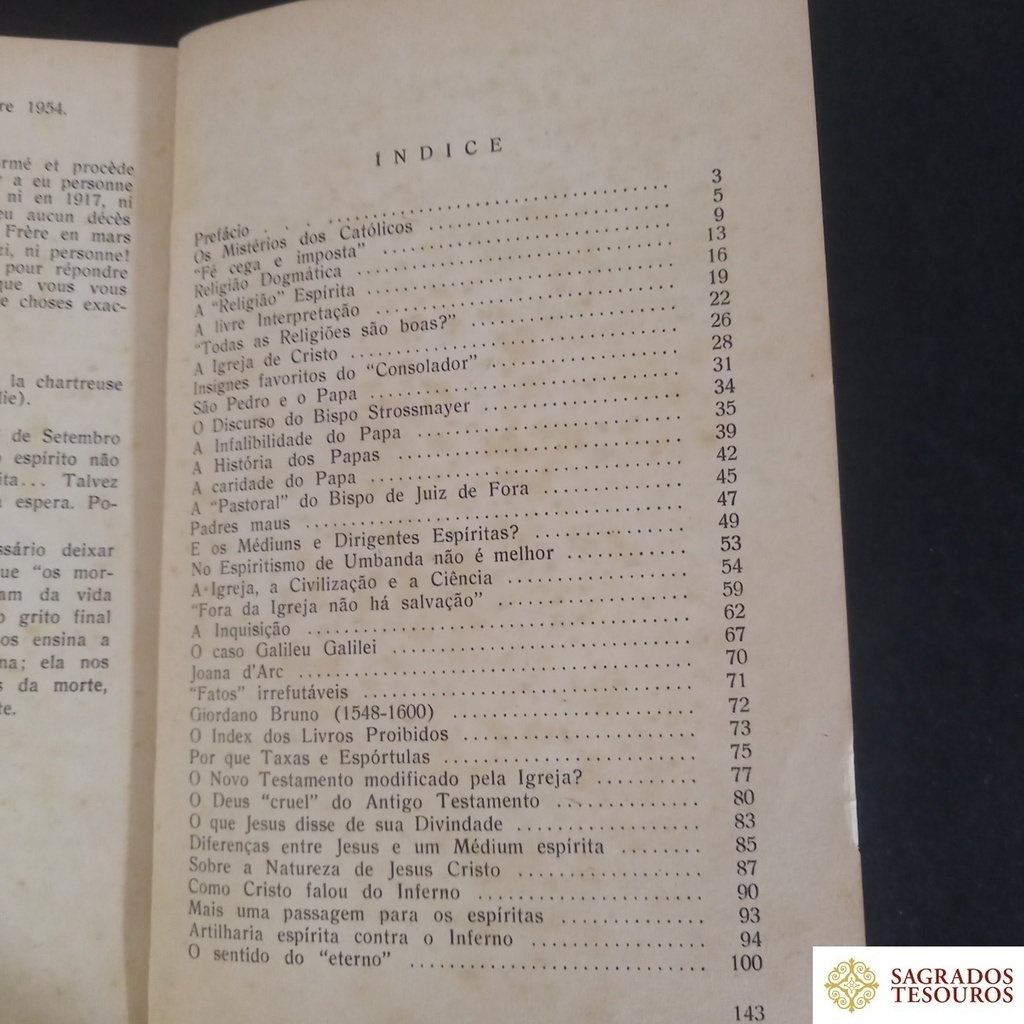 re 1954.
rmé et procède
a eu personne
ni en 1917, ni
eu aucun décès
Frère en mars
zi, ni personne!
pour répondre
que vous vous
e choses exac-
la chartreuse
lie).
de Setembro
espírito não
ita... Talvez
espera. Po-
ssário deixar
ue "os mor-
am da vida
o grito final
os ensina a
na; ela nos
s da morte,
te.
ÍNDICE
Prefácio ........ 3
Os Mistérios dos Católicos ........ 5
"Fé cega e imposta" ........ 9
Religião Dogmática ........ 13
A "Religião" Espírita ........ 16
A livre Interpretação ........ 19
"Todas as Religiões são boas?" ........ 22
A Igreja de Cristo ........ 26
Insignes favoritos do "Consolador" ........ 28
São Pedro e o Papa ........ 31
O Discurso do Bispo Strossmayer ........ 34
A Infalibilidade do Papa ........ 35
A História dos Papas ........ 39
A caridade do Papa ........ 42
A "Pastoral" do Bispo de Juiz de Fora ........ 45
Padres maus ........ 47
E os Médiuns e Dirigentes Espíritas? ........ 49
No Espiritismo de Umbanda não é melhor ........ 53
A Igreja, a Civilização e a Ciência ........ 54
"Fora da Igreja não há salvação" ........ 59
A Inquisição ........ 62
O caso Galileu Galilei ........ 67
Joana d'Arc ........ 70
"Fatos" irrefutáveis ........ 71
Giordano Bruno (1548-1600) ........ 72
O Index dos Livros Proibidos ........ 73
Por que Taxas e Espórtulas ........ 75
O Novo Testamento modificado pela Igreja? ........ 77
O Deus "cruel" do Antigo Testamento ........ 80
O que Jesus disse de sua Divindade ........ 83
Diferenças entre Jesus e um Médium espírita ........ 85
Sobre a Natureza de Jesus Cristo ........ 87
Como Cristo falou do Inferno ........ 90
Mais uma passagem para os espíritas ........ 93
Artilharia espírita contra o Inferno ........ 94
O sentido do "eterno" ........ 100
143
SAGRADOS
TESOUROS